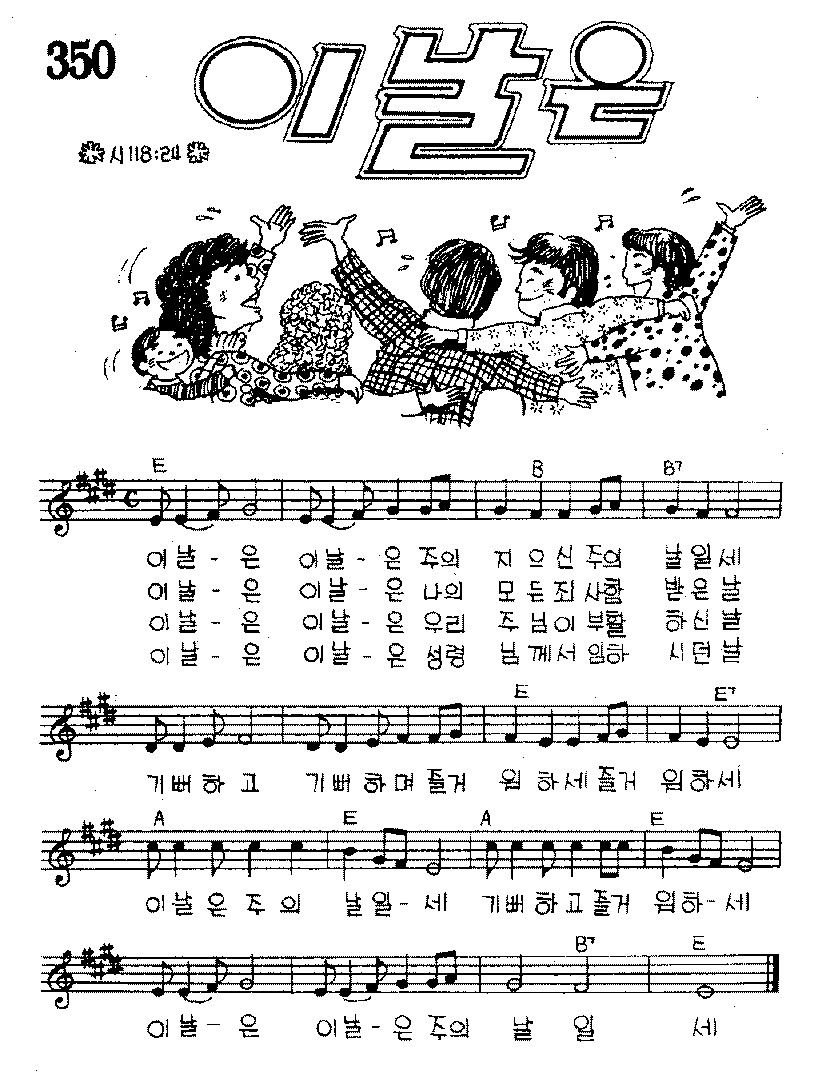 350
이날은
시118:24
E B B7
이 날 - 은 이날 - 은 주의 지 으 신 주의 날일세
이 날 - 은 이날 - 은 나의 모 든 죄 사함 받은날
이 날 - 은 이날 - 은 우리 주 님 이 부활 하신날
이 날 - 은 이날 - 은 성령 님 께 서 임하 시던날
E E7
기 뻐 하 고 기 뻐 하 며 즐거 워 하 세 즐거 워하세
A E A E
이 날 은 주 의 날일 - 세 기 뻐 하 고 즐거 워하 - 세
B7 E
이 날 - 은 이날 - 은 주의 날 일 세